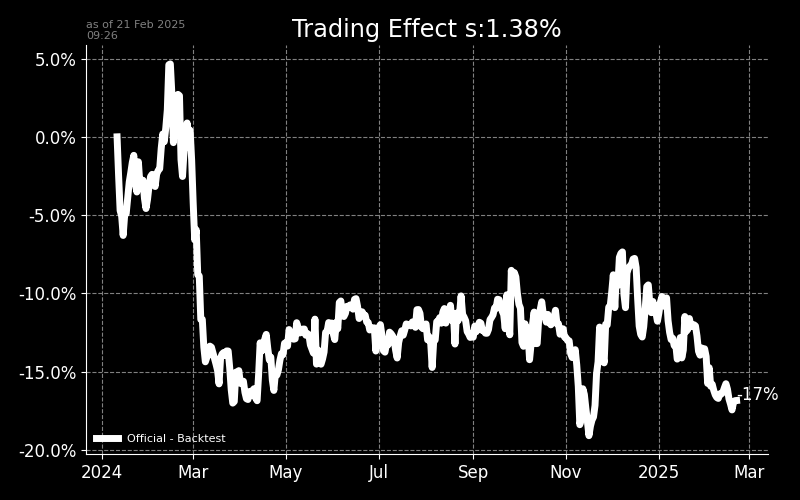 as of 21 Feb 2025
09:26
Trading Effect s:1.38%
5.0%
0.0%
-5.0%
-10.0%
-15.0%
-20.0%
-17%
Official - Backtest
2024 Mar May Jul Sep Nov 2025 Mar